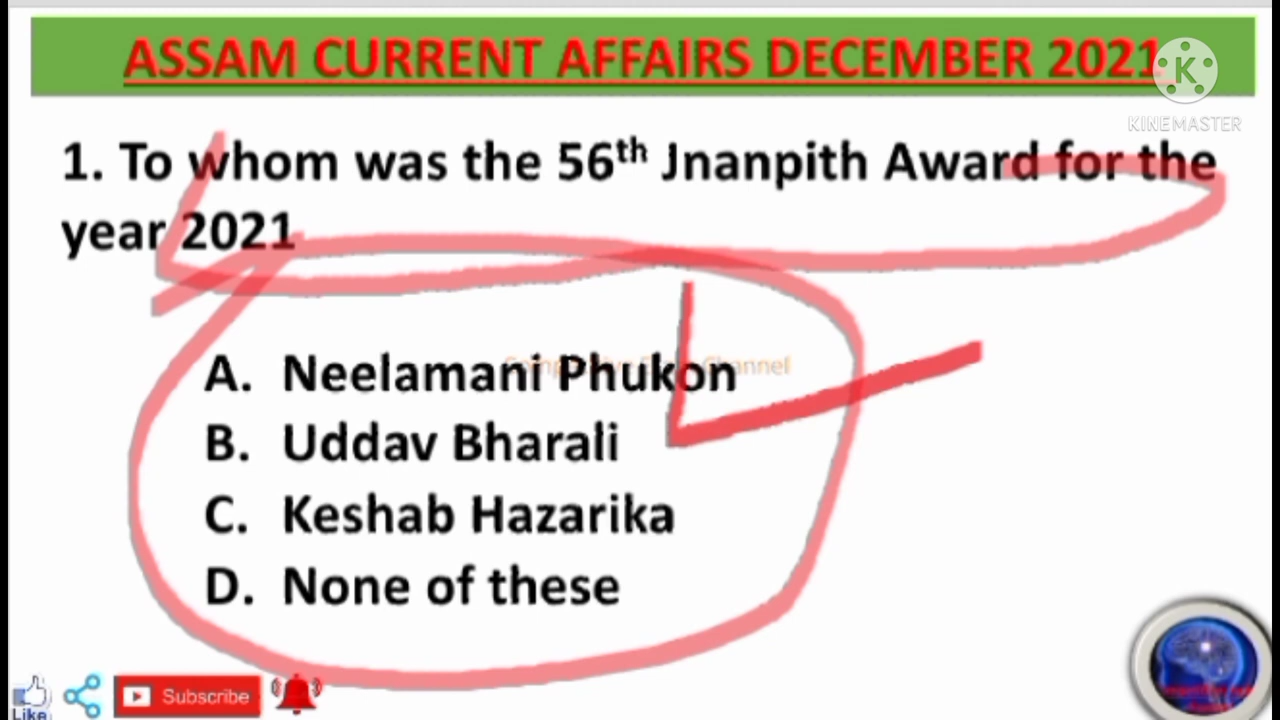 ASSAM CURRENT AFFAIRS DECEMBER 2021
K
KINEMASTER
1. To whom was the 56th Jnanpith Award for the
year 2021
A. Neelamani Phukon
B. Uddav Bharali
C. Keshab Hazarika
D. None of these
Like
Subscribe